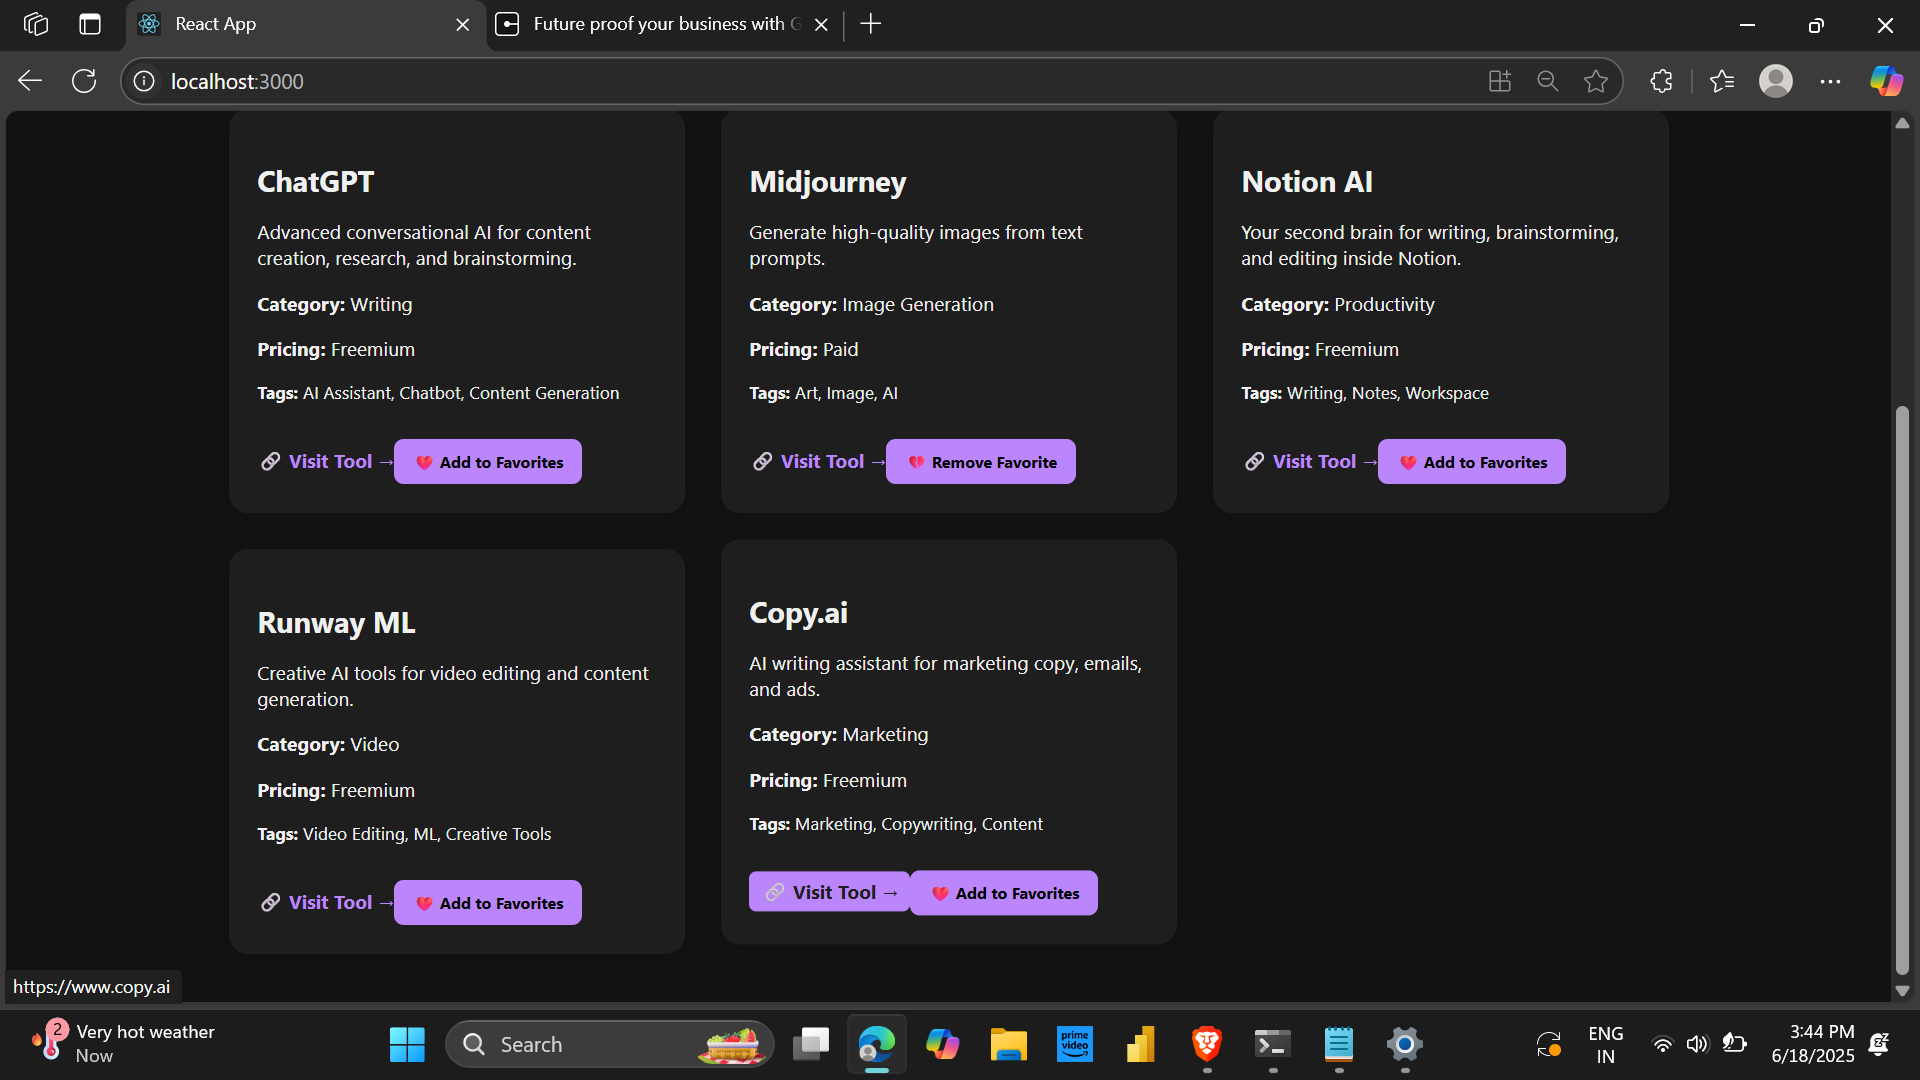 React App
Future proof your business with G
localhost:3000
ChatGPT
Advanced conversational AI for content
creation, research, and brainstorming.
Category: Writing
Pricing: Freemium
Tags: AI Assistant, Chatbot, Content Generation
🔗 Visit Tool →
❤️ Add to Favorites
Midjourney
Generate high-quality images from text
prompts.
Category: Image Generation
Pricing: Paid
Tags: Art, Image, AI
🔗 Visit Tool →
💔 Remove Favorite
Notion AI
Your second brain for writing, brainstorming,
and editing inside Notion.
Category: Productivity
Pricing: Freemium
Tags: Writing, Notes, Workspace
🔗 Visit Tool →
❤️ Add to Favorites
Runway ML
Creative AI tools for video editing and content
generation.
Category: Video
Pricing: Freemium
Tags: Video Editing, ML, Creative Tools
🔗 Visit Tool →
❤️ Add to Favorites
Copy.ai
AI writing assistant for marketing copy, emails,
and ads.
Category: Marketing
Pricing: Freemium
Tags: Marketing, Copywriting, Content
🔗 Visit Tool →
❤️ Add to Favorites
https://www.copy.ai
2
Very hot weather
Now
Search
prime
video
ENG
IN
3:44 PM
6/18/2025